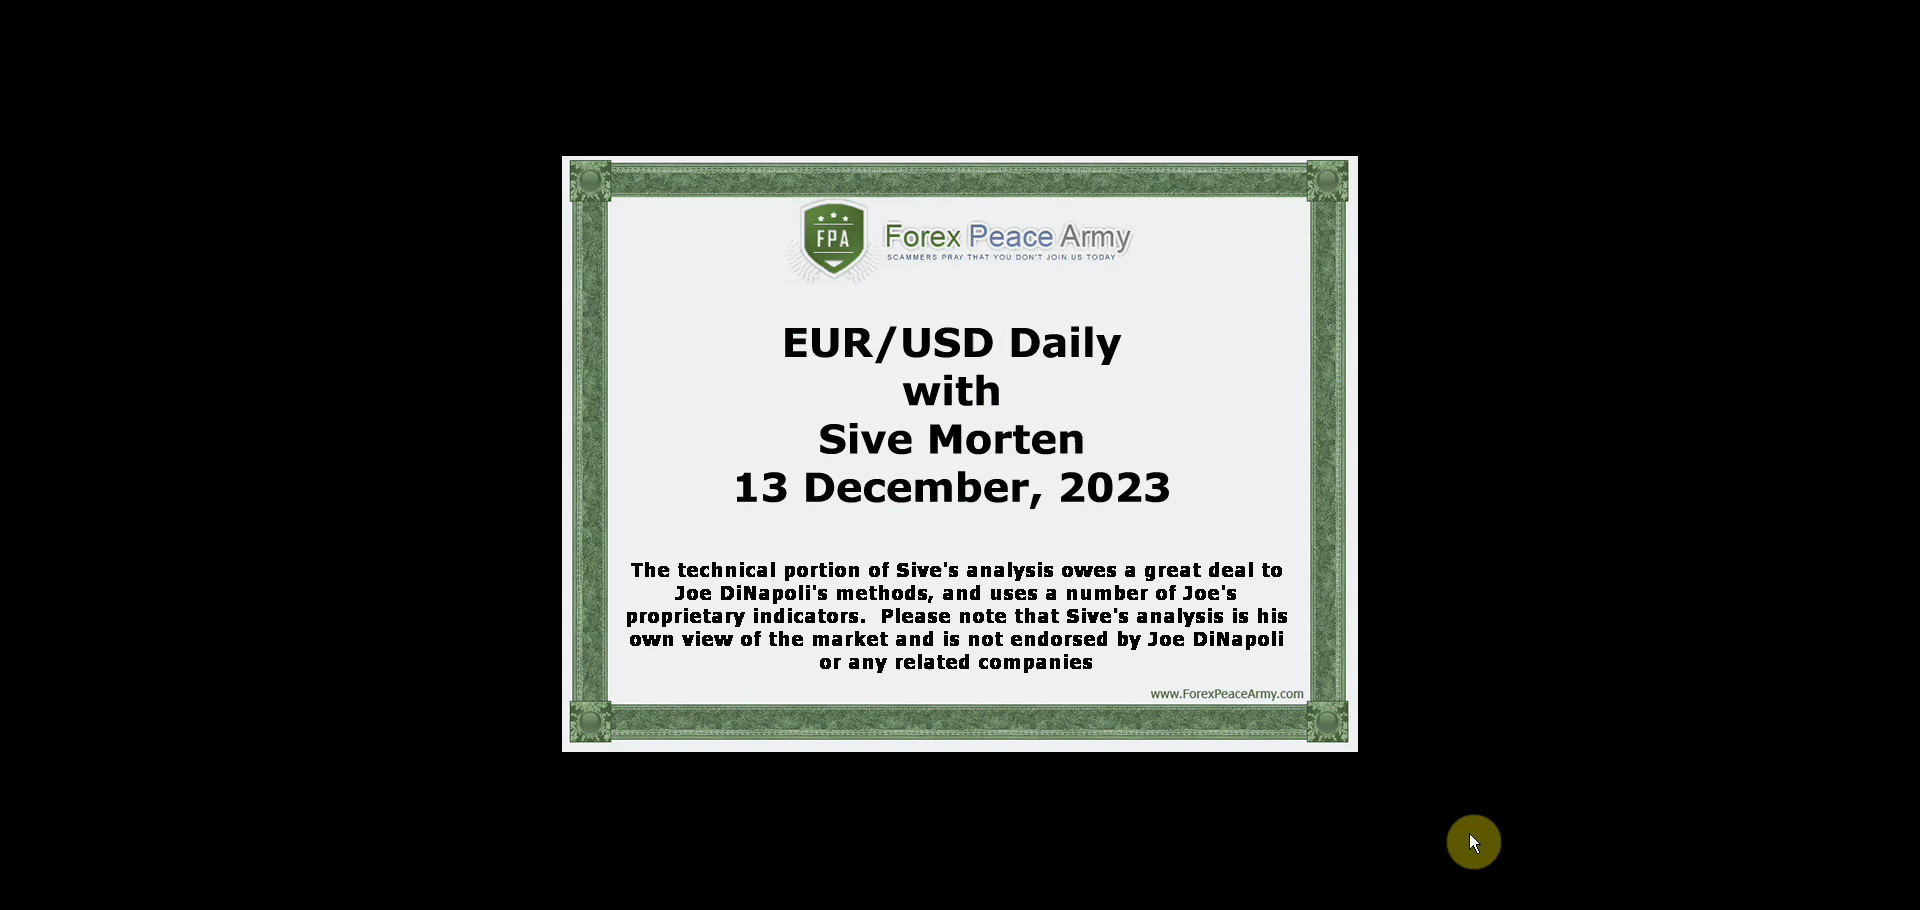 FPA
Forex Peace Army
SCAMMERS PRAY THAT YOU DON'T JOIN US TODAY
EUR/USD Daily
with
Sive Morten
13 December, 2023
The technical portion of Sive's analysis owes a great deal to
Joe DiNapoli's methods, and uses a number of Joe's
proprietary indicators.  Please note that Sive's analysis is his
own view of the market and is not endorsed by Joe DiNapoli
or any related companies
www.ForexPeaceArmy.com